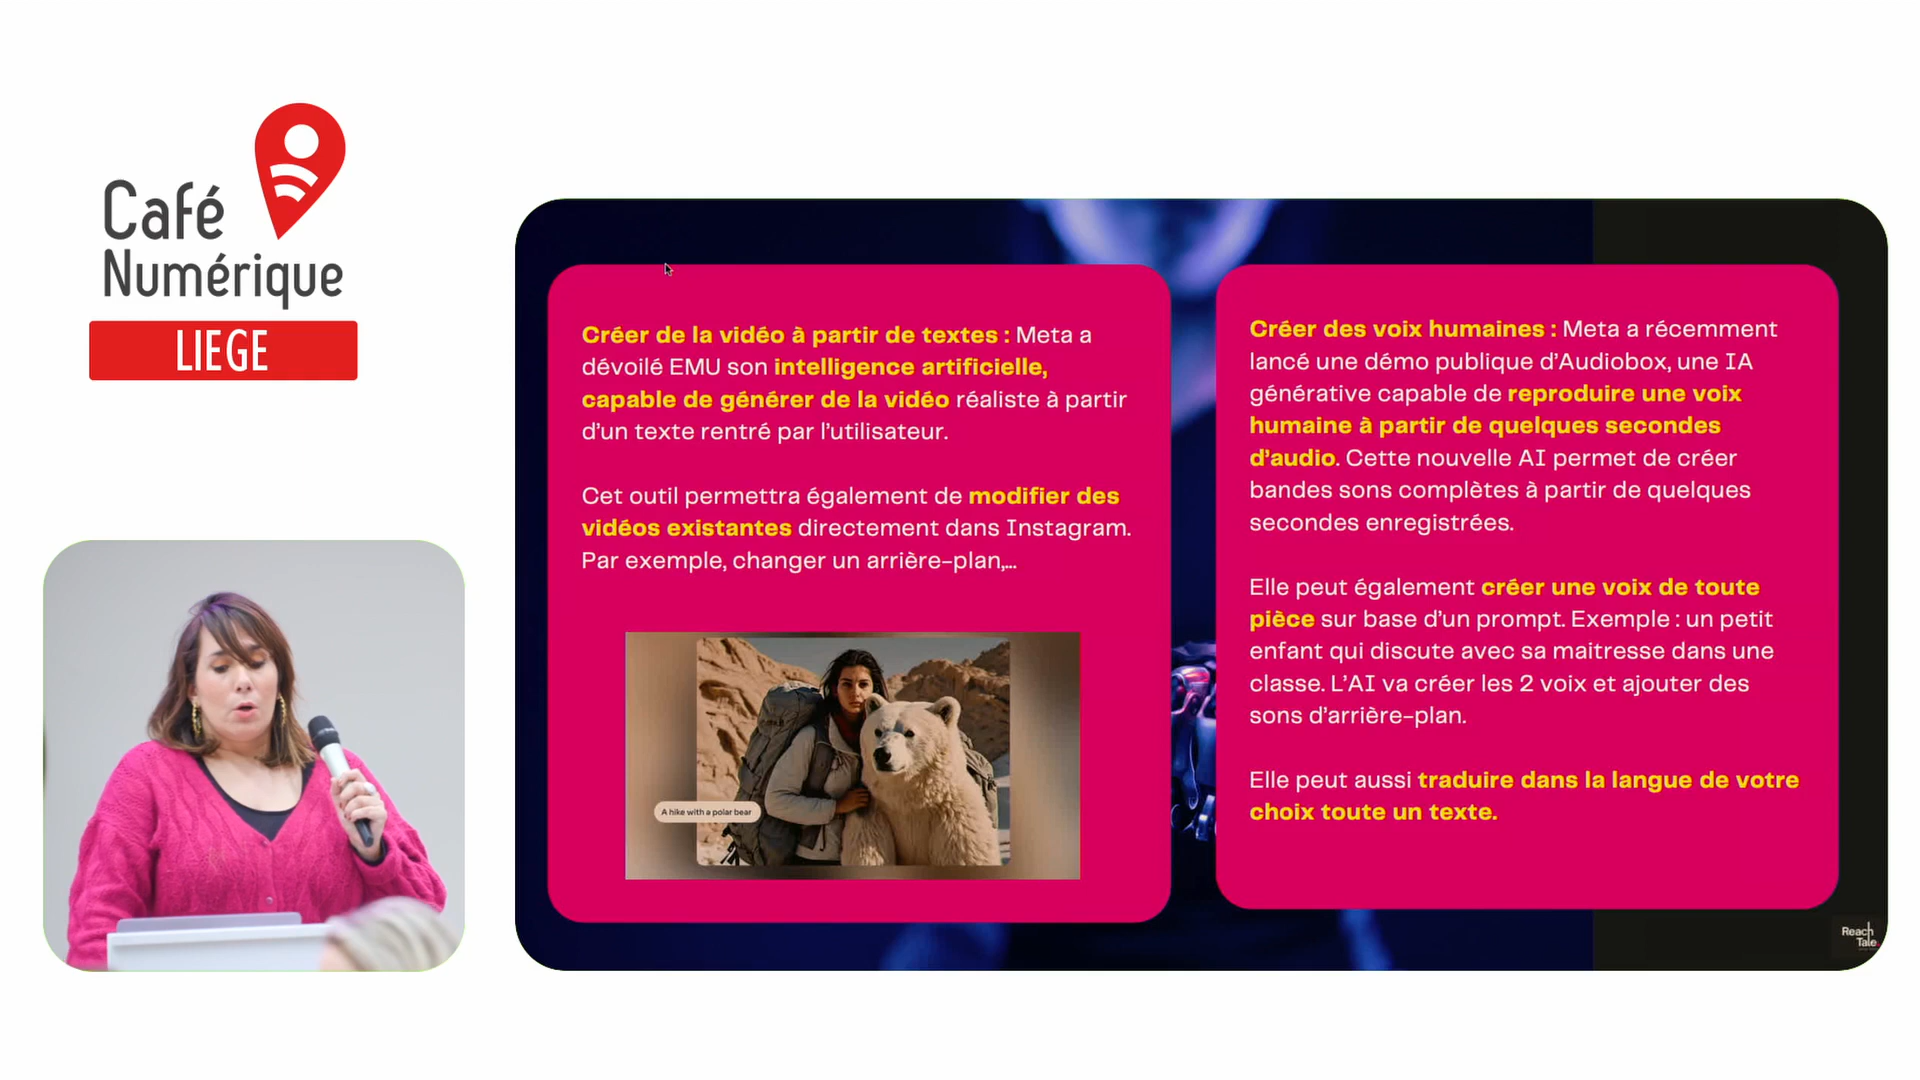 Café
Numérique
LIEGE
Créer de la vidéo à partir de textes : Meta a
dévoilé EMU son intelligence artificielle,
capable de générer de la vidéo réaliste à partir
d’un texte rentré par l’utilisateur.
Cet outil permettra également de modifier des
vidéos existantes directement dans Instagram.
Par exemple, changer un arrière-plan,...
A hike with a polar bear
Créer des voix humaines : Meta a récemment
lancé une démo publique d’Audiobox, une IA
générative capable de reproduire une voix
humaine à partir de quelques secondes
d’audio. Cette nouvelle AI permet de créer
bandes sons complètes à partir de quelques
secondes enregistrées.
Elle peut également créer une voix de toute
pièce sur base d’un prompt. Exemple : un petit
enfant qui discute avec sa maitresse dans une
classe. L’AI va créer les 2 voix et ajouter des
sons d’arrière-plan.
Elle peut aussi traduire dans la langue de votre
choix toute un texte.
Reach
Tale